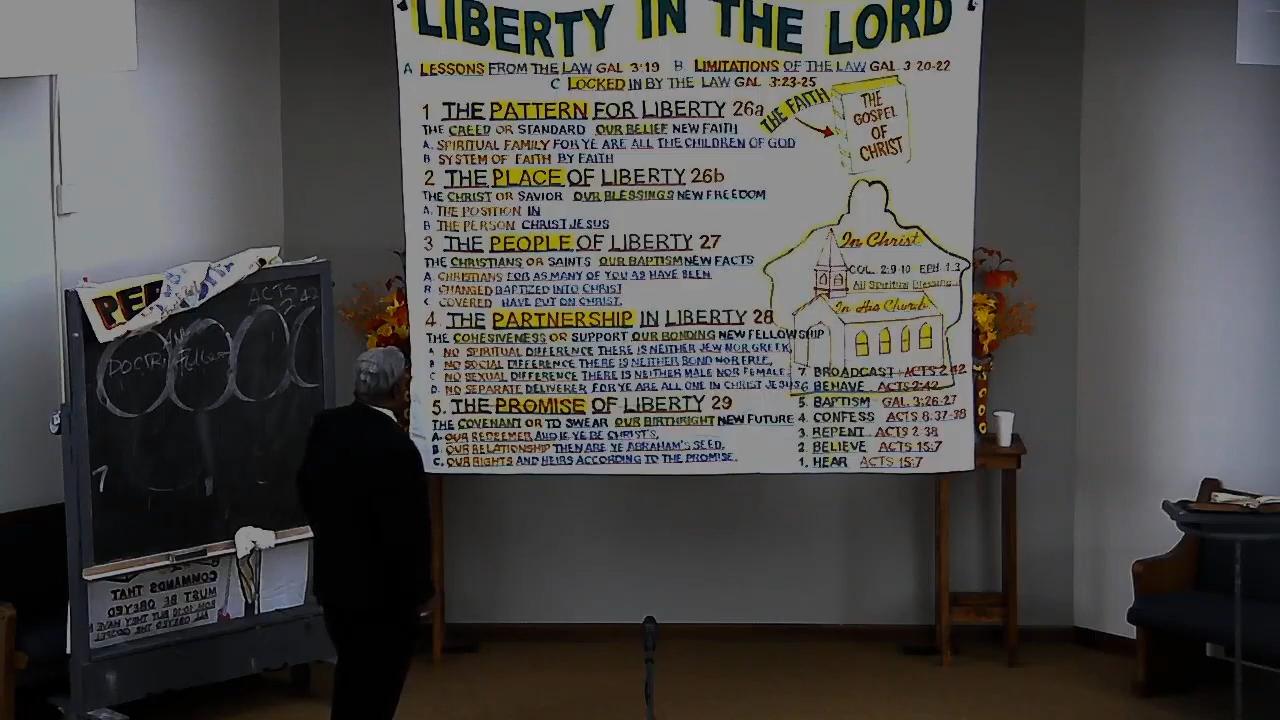 LIBERTY IN THE LORD
A LESSONS FROM THE LAW GAL 3:19 B LIMITATIONS OF THE LAW GAL 3 20-22
C LOCKED IN BY THE LAW GAL 3:23-25
1 THE PATTERN FOR LIBERTY 26a
THE CREED OR STANDARD OUR BELIEF NEW FAITH
A. SPIRITUAL FAMILY FOR YE ARE ALL THE CHILDREN OF GOD
B SYSTEM OF FAITH BY FAITH
THE FAITH
THE
GOSPEL
OF
CHRIST
2 THE PLACE OF LIBERTY 26b
THE CHRIST OR SAVIOR OUR BLESSINGS NEW FREEDOM
A. THE POSITION IN
B THE PERSON CHRIST JESUS
3 THE PEOPLE OF LIBERTY 27
THE CHRISTIANS OR SAINTS OUR BAPTISM NEW FACTS
A CHRISTIANS FOR AS MANY OF YOU AS HAVE BEEN
B CHANGED BAPTIZED INTO CHRIST
C COVERED HAVE PUT ON CHRIST.
4 THE PARTNERSHIP IN LIBERTY 28
THE COHESIVENESS OR SUPPORT OUR BONDING NEW FELLOWSHIP
A NO SPIRITUAL DIFFERENCE THERE IS NEITHER JEW NOR GREEK
B NO SOCIAL DIFFERENCE THERE IS NEITHER BOND NOR FREE
C NO SEXUAL DIFFERENCE THERE IS NEITHER MALE NOR FEMALE
D. NO SEPARATE DELIVERER FOR YE ARE ALL ONE IN CHRIST JESUS
5. THE PROMISE OF LIBERTY 29
THE COVENANT OR TO SWEAR OUR BIRTHRIGHT NEW FUTURE
A. OUR REDEEMER AND IF YE BE CHRIST'S,
B. OUR RELATIONSHIP THEN ARE YE ABRAHAM'S SEED,
C. OUR RIGHTS AND HEIRS ACCORDING TO THE PROMISE.
In Christ
COL. 2:9-10 EPH 1:3
All Spiritual Blessing
In His Church
7 BROADCAST ACTS 2:42
6 BEHAVE ACTS 2:42
5. BAPTISM GAL. 3:26-27
4. CONFESS ACTS 8:37-38
3. REPENT ACTS 2:38
2. BELIEVE ACTS 15:7
1. HEAR ACTS 15:7
ACTS
2 42
7
COMMANDS THAT
MUST BE OBEYED
ALL OBEYED THE GOSPEL